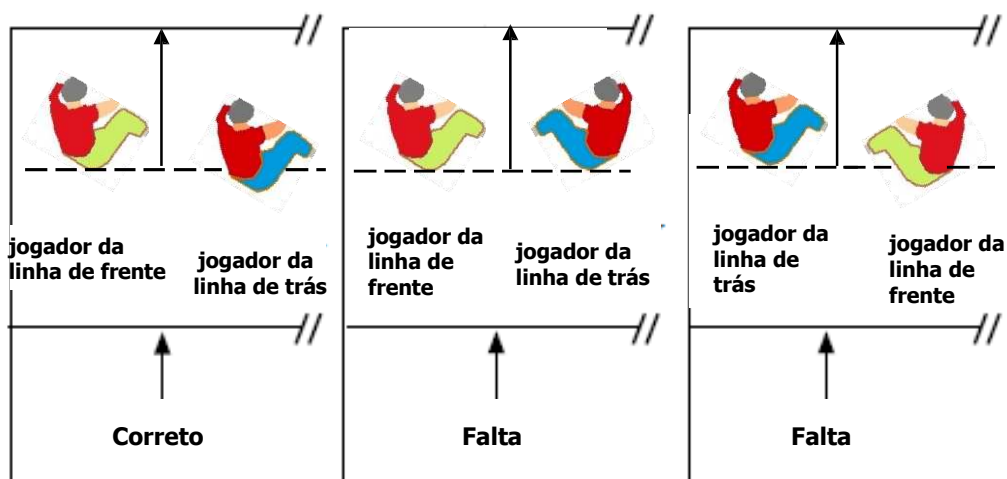 jogador da
linha de frente
jogador da
linha de trás
Correto
jogador da
linha de
frente
jogador da
linha de trás
Falta
jogador da
linha de
trás
jogador da
linha de
frente
Falta